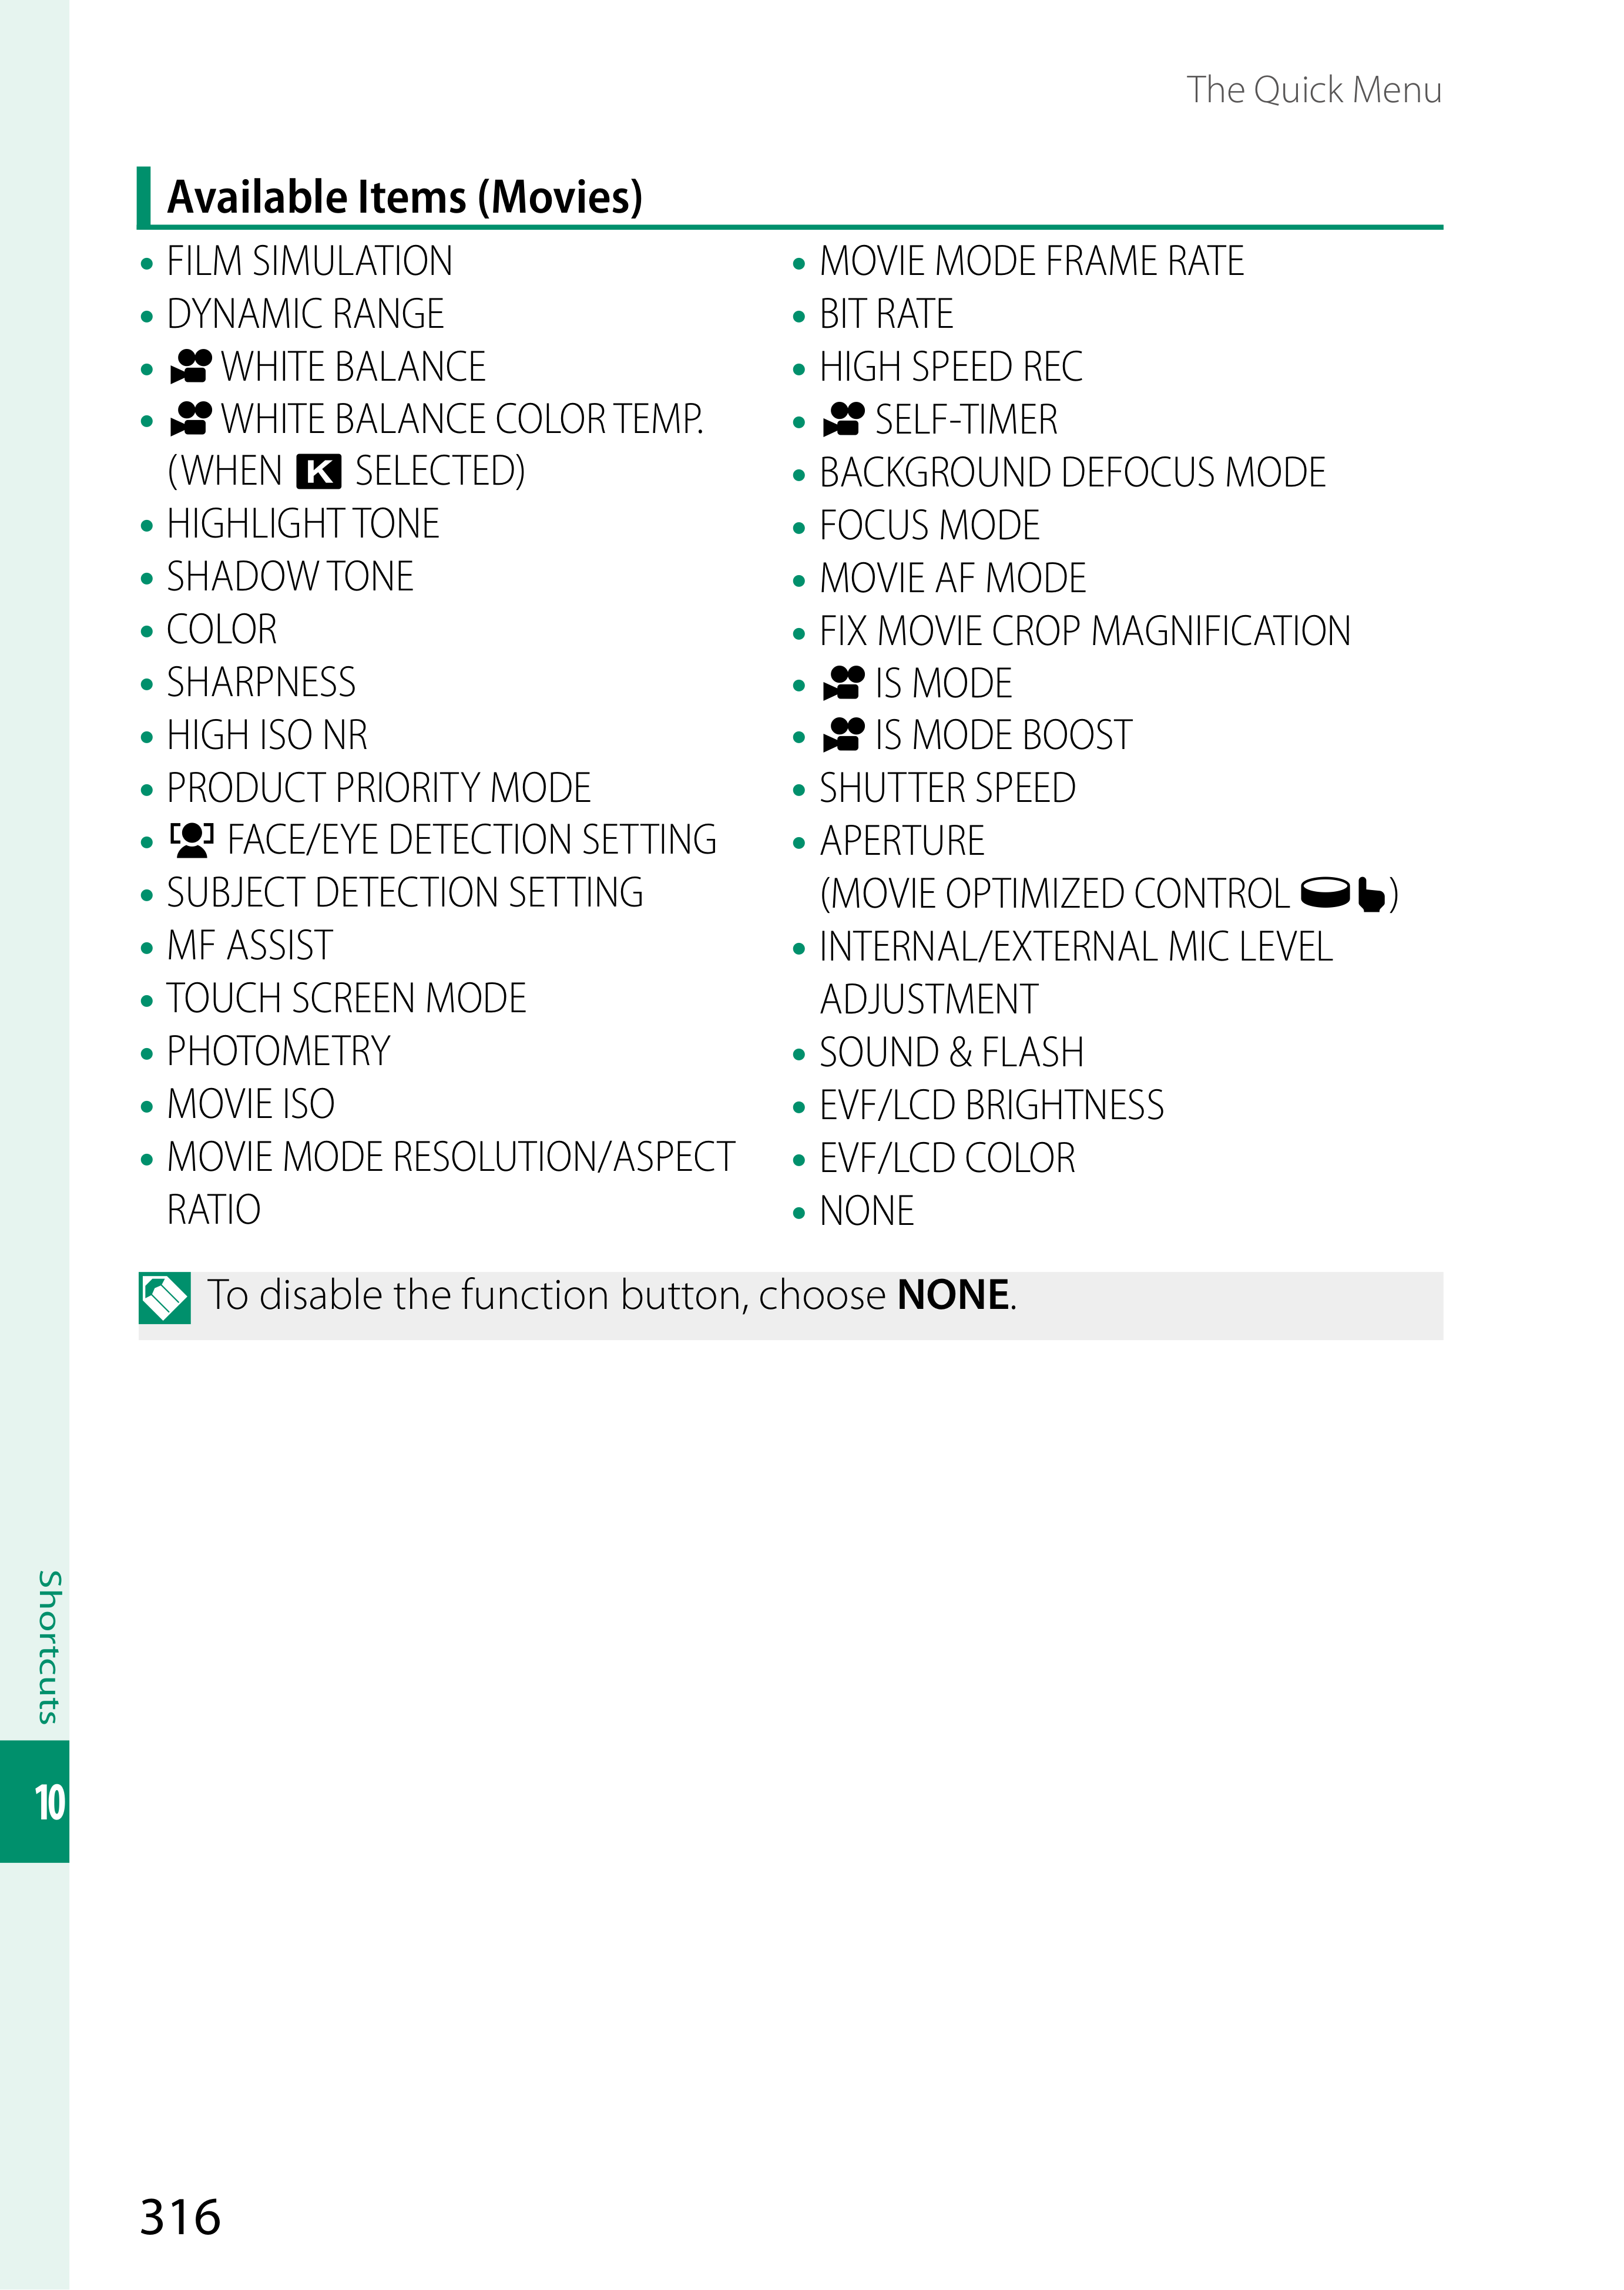 The Quick Menu
Available Items (Movies)
• FILM SIMULATION
• DYNAMIC RANGE
• WHITE BALANCE
• WHITE BALANCE COLOR TEMP.
(WHEN K SELECTED)
• HIGHLIGHT TONE
• SHADOW TONE
• COLOR
• SHARPNESS
• HIGH ISO NR
• PRODUCT PRIORITY MODE
• FACE/EYE DETECTION SETTING
• SUBJECT DETECTION SETTING
• MF ASSIST
• TOUCH SCREEN MODE
• PHOTOMETRY
• MOVIE ISO
• MOVIE MODE RESOLUTION/ASPECT
RATIO
• MOVIE MODE FRAME RATE
• BIT RATE
• HIGH SPEED REC
• SELF-TIMER
• BACKGROUND DEFOCUS MODE
• FOCUS MODE
• MOVIE AF MODE
• FIX MOVIE CROP MAGNIFICATION
• IS MODE
• IS MODE BOOST
• SHUTTER SPEED
• APERTURE
(MOVIE OPTIMIZED CONTROL )
• INTERNAL/EXTERNAL MIC LEVEL
ADJUSTMENT
• SOUND & FLASH
• EVF/LCD BRIGHTNESS
• EVF/LCD COLOR
• NONE
To disable the function button, choose NONE.
Shortcuts
10
316